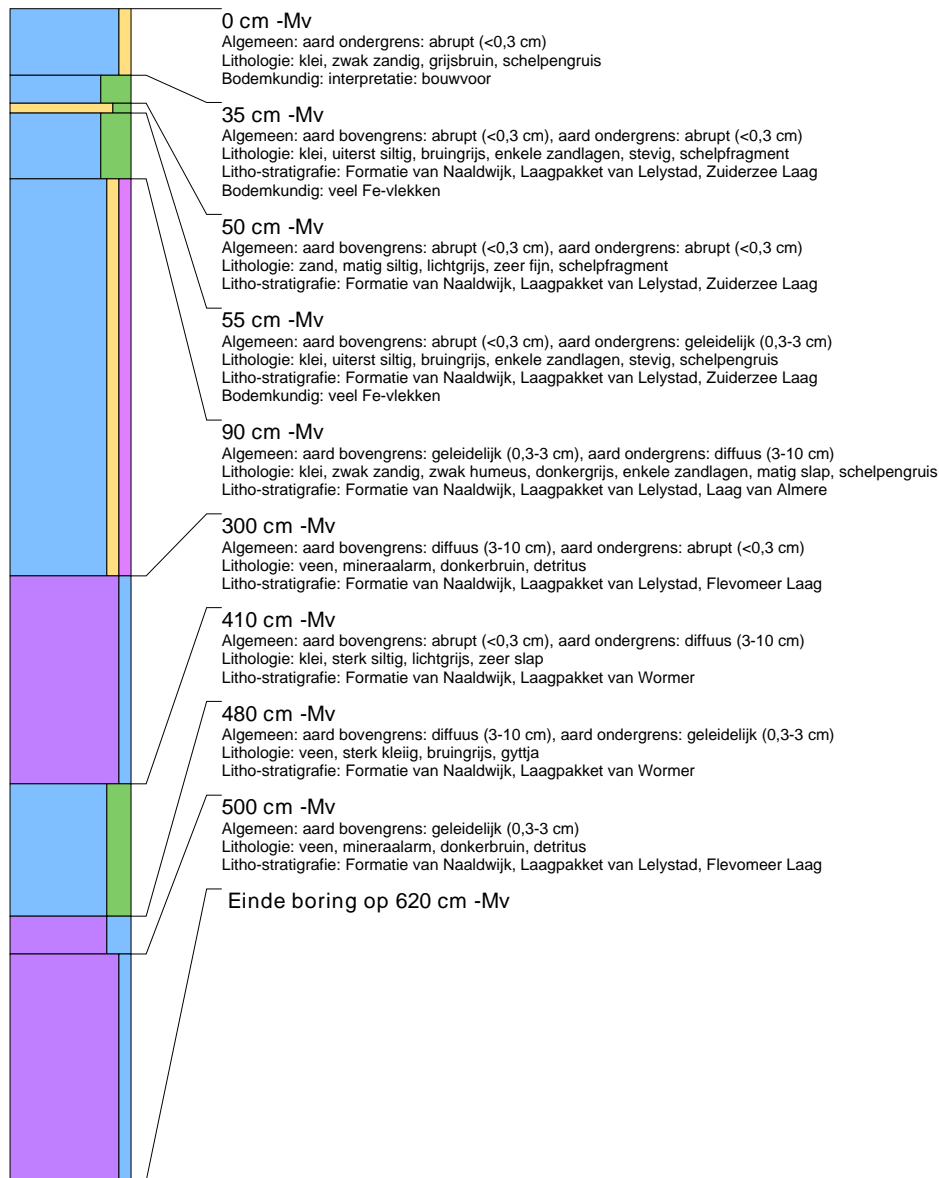 0 cm -Mv
Algemeen: aard ondergrens: abrupt (<0,3 cm)
Lithologie: klei, zwak zandig, grijsbruin, schelpengruis
Bodemkundig: interpretatie: bouwvoor
35 cm -Mv
Algemeen: aard bovengrens: abrupt (<0,3 cm), aard ondergrens: abrupt (<0,3 cm)
Lithologie: klei, uiterst siltig, bruingrijs, enkele zandlagen, stevig, schelpfragment
Litho-stratigrafie: Formatie van Naaldwijk, Laagpakket van Lelystad, Zuiderzee Laag
Bodemkundig: veel Fe-vlekken
50 cm -Mv
Algemeen: aard bovengrens: abrupt (<0,3 cm), aard ondergrens: abrupt (<0,3 cm)
Lithologie: zand, matig siltig, lichtgrijs, zeer fijn, schelpfragment
Litho-stratigrafie: Formatie van Naaldwijk, Laagpakket van Lelystad, Zuiderzee Laag
55 cm -Mv
Algemeen: aard bovengrens: abrupt (<0,3 cm), aard ondergrens: geleidelijk (0,3-3 cm)
Lithologie: klei, uiterst siltig, bruingrijs, enkele zandlagen, stevig, schelpengruis
Litho-stratigrafie: Formatie van Naaldwijk, Laagpakket van Lelystad, Zuiderzee Laag
Bodemkundig: veel Fe-vlekken
90 cm -Mv
Algemeen: aard bovengrens: geleidelijk (0,3-3 cm), aard ondergrens: diffuus (3-10 cm)
Lithologie: klei, zwak zandig, zwak humeus, donkergrijs, enkele zandlagen, matig slap, schelpengruis
Litho-stratigrafie: Formatie van Naaldwijk, Laagpakket van Lelystad, Laag van Almere
300 cm -Mv
Algemeen: aard bovengrens: diffuus (3-10 cm), aard ondergrens: abrupt (<0,3 cm)
Lithologie: veen, mineraalarm, donkerbruin, detritus
Litho-stratigrafie: Formatie van Naaldwijk, Laagpakket van Lelystad, Flevomeer Laag
410 cm -Mv
Algemeen: aard bovengrens: abrupt (<0,3 cm), aard ondergrens: diffuus (3-10 cm)
Lithologie: klei, sterk siltig, lichtgrijs, zeer slap
Litho-stratigrafie: Formatie van Naaldwijk, Laagpakket van Wormer
480 cm -Mv
Algemeen: aard bovengrens: diffuus (3-10 cm), aard ondergrens: geleidelijk (0,3-3 cm)
Lithologie: veen, sterk kleiig, bruingrijs, gyttja
Litho-stratigrafie: Formatie van Naaldwijk, Laagpakket van Wormer
500 cm -Mv
Algemeen: aard bovengrens: geleidelijk (0,3-3 cm)
Lithologie: veen, mineraalarm, donkerbruin, detritus
Litho-stratigrafie: Formatie van Naaldwijk, Laagpakket van Lelystad, Flevomeer Laag
Einde boring op 620 cm -Mv